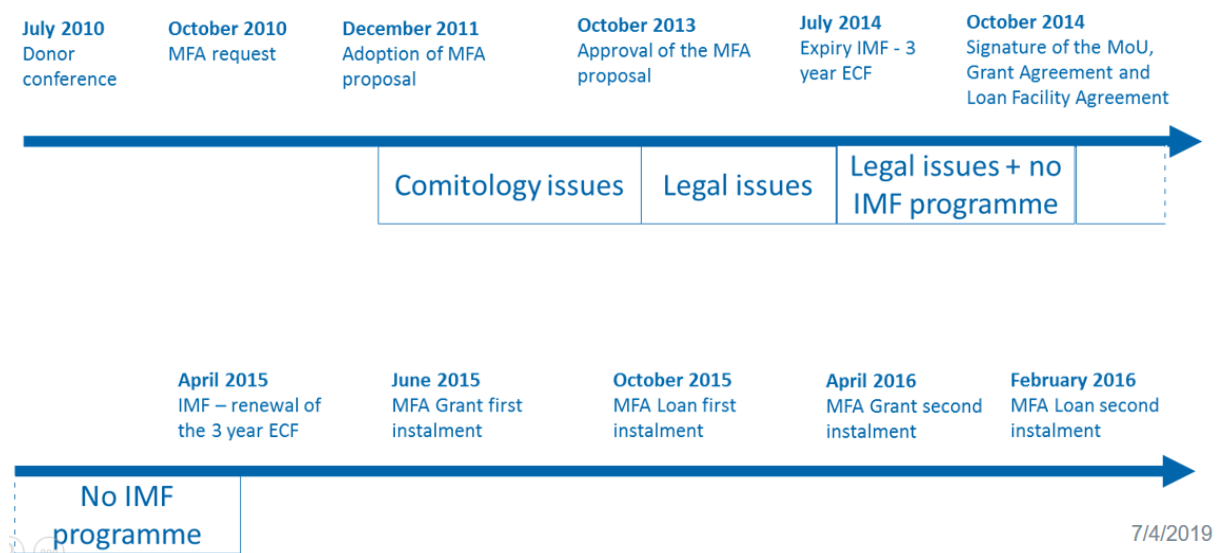 July 2010
Donor
conference
October 2010
MFA request
December 2011
Adoption of MFA
proposal
October 2013
Approval of the MFA
proposal
July 2014
Expiry IMF - 3
year ECF
October 2014
Signature of the MoU,
Grant Agreement and
Loan Facility Agreement
Comitology issues
Legal issues
Legal issues + no
IMF programme
April 2015
IMF – renewal of
the 3 year ECF
June 2015
MFA Grant first
instalment
October 2015
MFA Loan first
instalment
April 2016
MFA Grant second
instalment
February 2016
MFA Loan second
instalment
No IMF
programme
7/4/2019